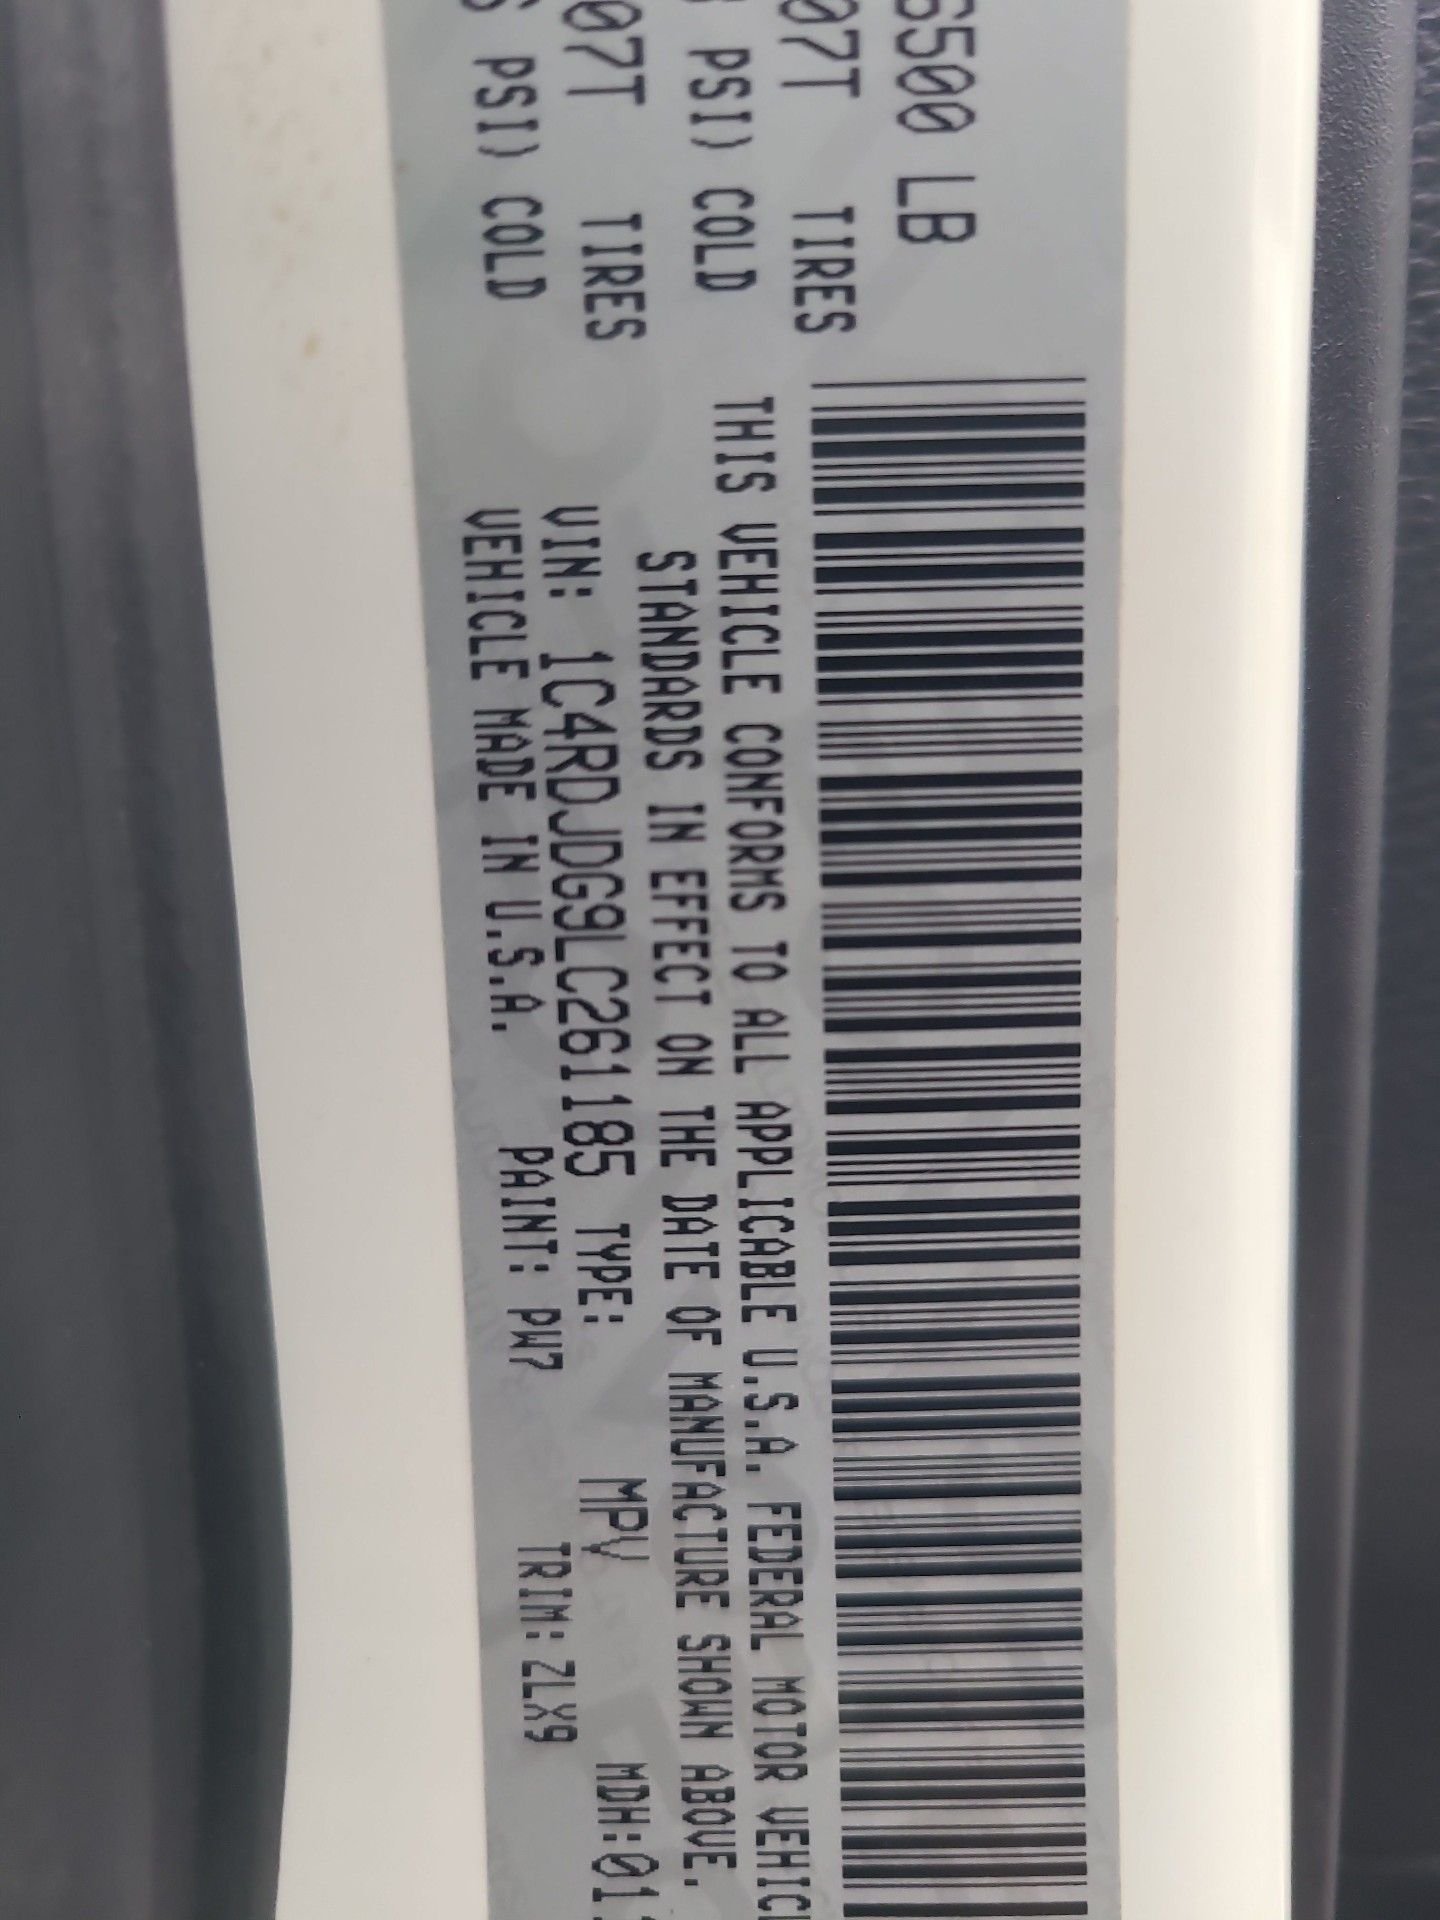 6500 LB
07T TIRES
PSI) COLD
07T TIRES
PSI) COLD
THIS VEHICLE CONFORMS TO ALL APPLICABLE U.S.A. FEDERAL MOTOR VEHICL
STANDARDS IN EFFECT ON THE DATE OF MANUFACTURE SHOWN ABOVE.
VIN: 1C4RDJDG9LC261185 TYPE: MPV MDH:01
VEHICLE MADE IN U.S.A. PAINT: PW7 TRIM:ZLX9